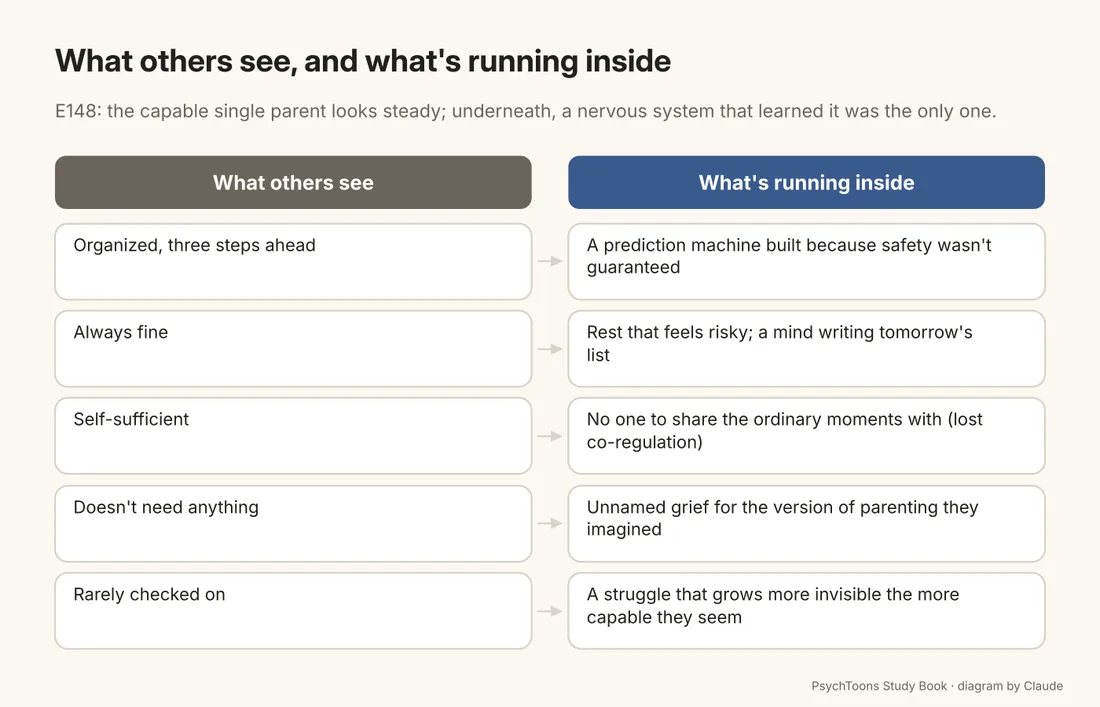 What others see, and what's running inside
E148: the capable single parent looks steady; underneath, a nervous system that learned it was the only one.
What others see
What's running inside
Organized, three steps ahead
A prediction machine built because safety wasn't
guaranteed
Always fine
Rest that feels risky; a mind writing tomorrow's
list
Self-sufficient
No one to share the ordinary moments with (lost
co-regulation)
Doesn't need anything
Unnamed grief for the version of parenting they
imagined
Rarely checked on
A struggle that grows more invisible the more
capable they seem
PsychToons Study Book · diagram by Claude